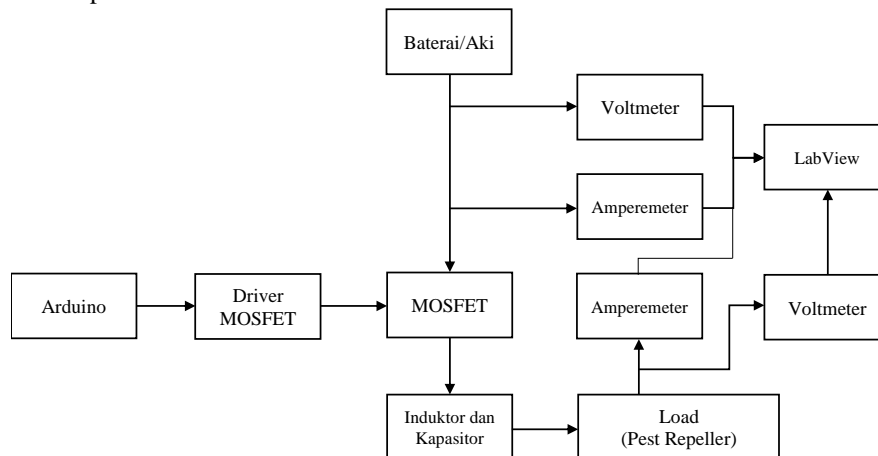 Baterai/Aki
Voltmeter
LabView
Amperemeter
Arduino
Driver
MOSFET
MOSFET
Amperemeter
Voltmeter
Induktor dan
Kapasitor
Load
(Pest Repeller)